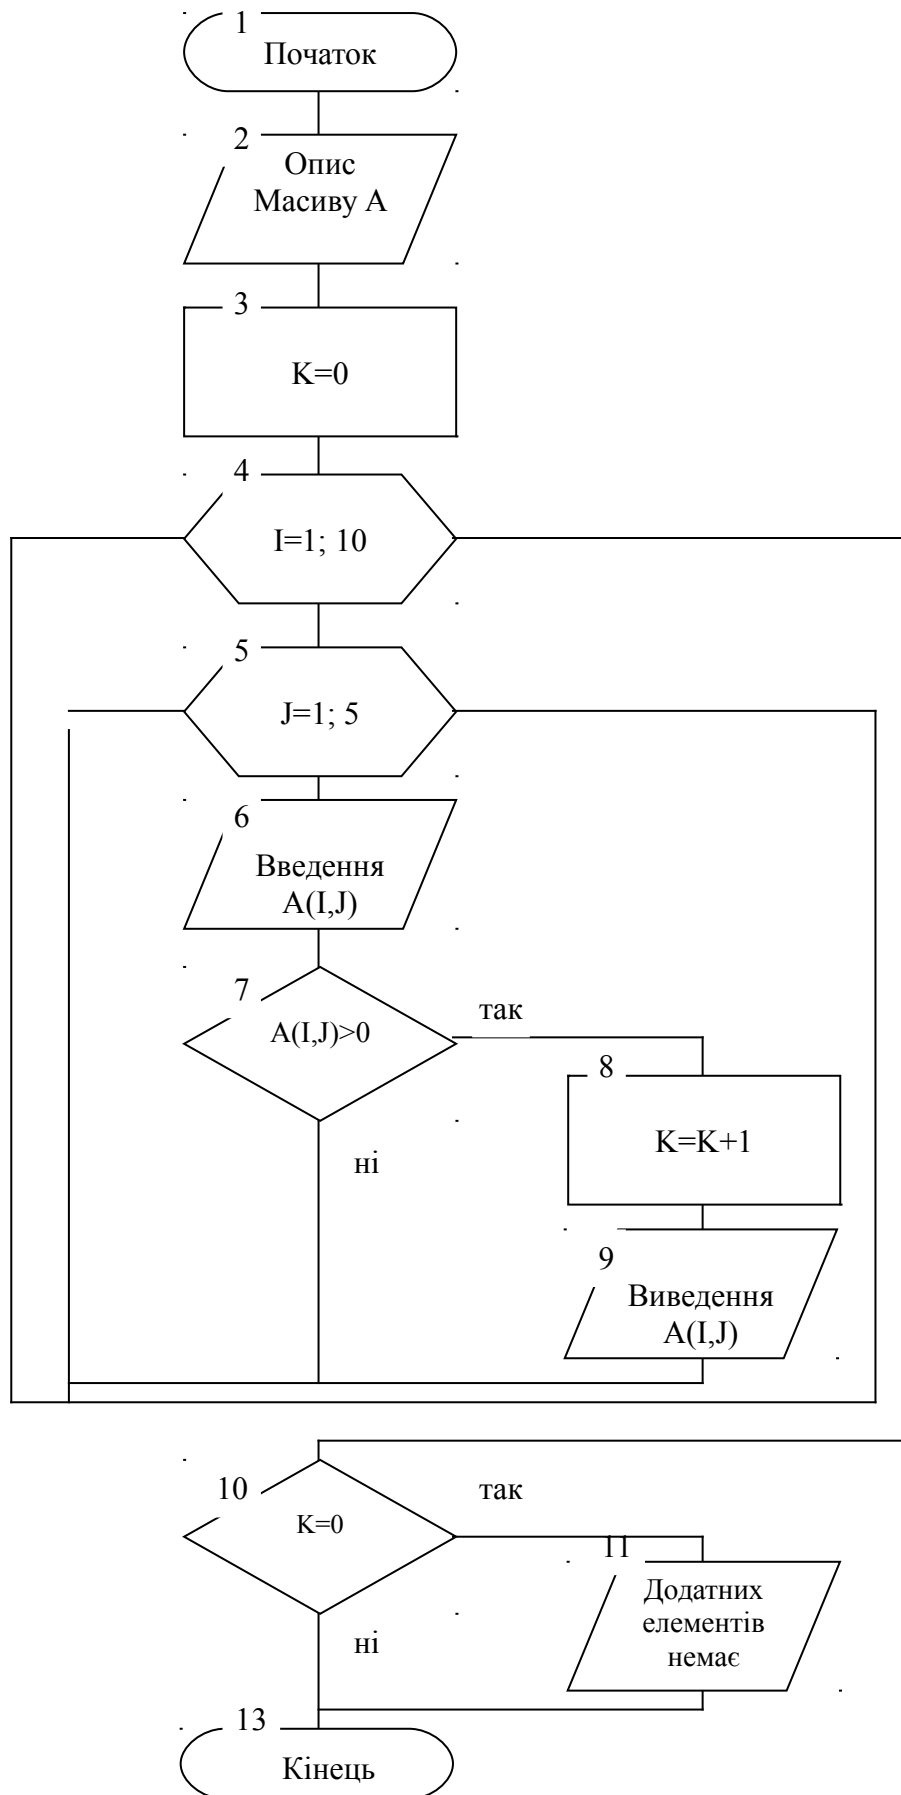 1
Початок
2
Опис
Масиву А
3
K=0
4
I=1; 10
5
J=1; 5
6
Введення
A(I,J)
7
A(I,J)>0
так
8
K=K+1
ні
9
Виведення
A(I,J)
10
K=0
так
11
Додатних
елементів
немає
ні
13
Кінець